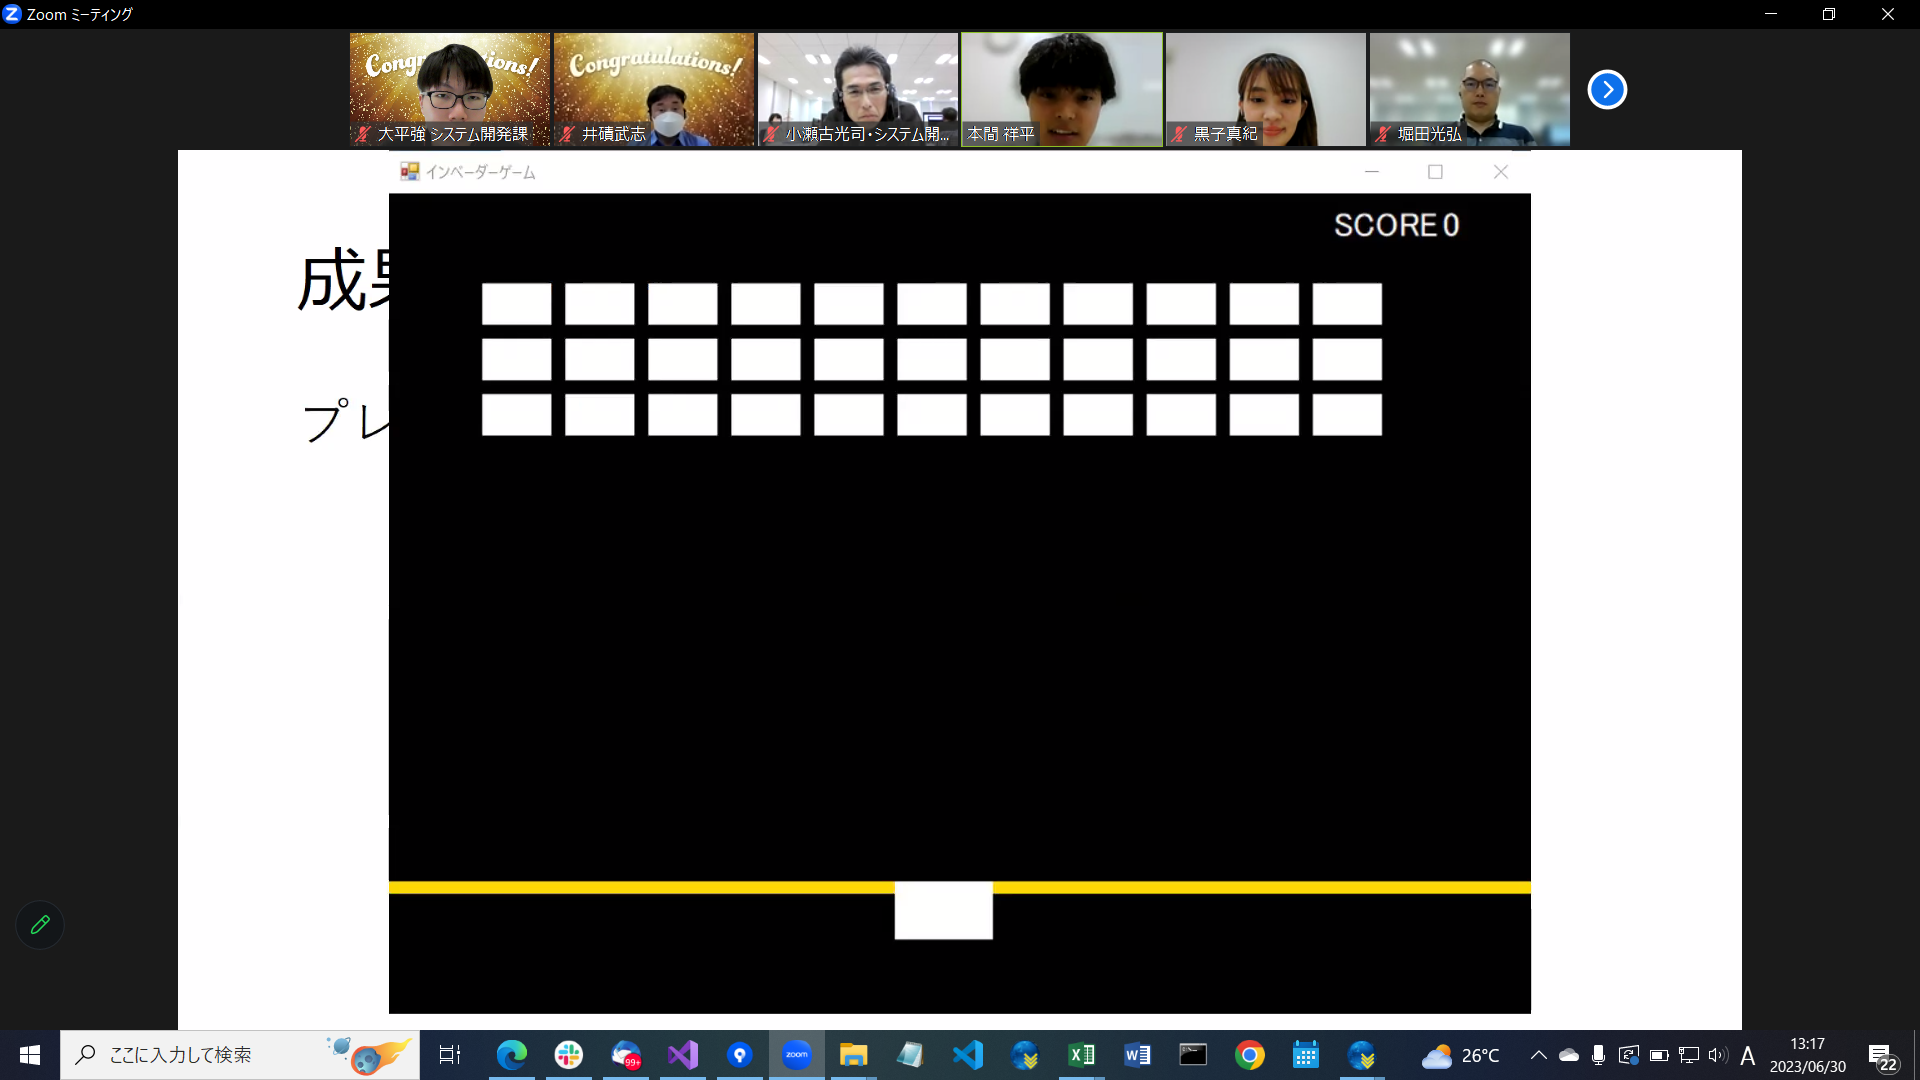 Zoom ミーティング
Congratulations!
Congratulations!
大平強 システム開発課
井磧武志
小瀬古光司・システム開...
本間 祥平
黒子真紀
堀田光弘
インベーダーゲーム
SCORE 0
成果
プレ
ここに入力して検索
99+
zoom
26°C
A
13:17
2023/06/30
22